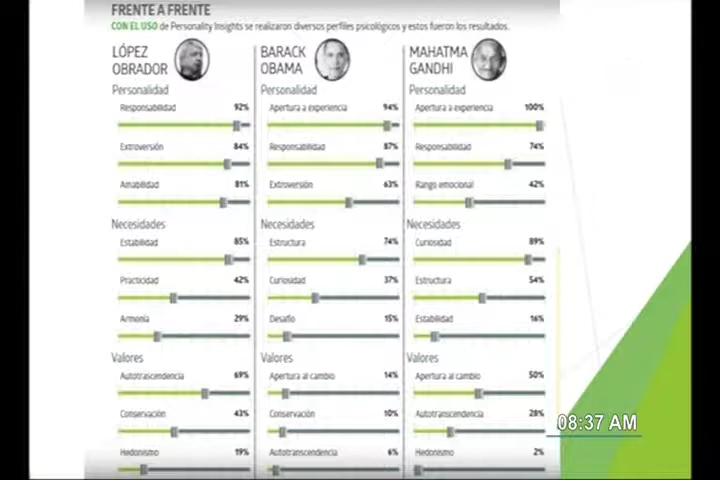 FRENTE A FRENTE
CON EL USO de Personality Insights se realizaron diversos perfiles psicológicos y estos fueron los resultados.
LÓPEZ
OBRADOR
Personalidad
Responsabilidad 92%
Extroversión 84%
Amabilidad 81%
Necesidades
Estabilidad 85%
Practicidad 42%
Armonía 29%
Valores
Autotrascendencia 69%
Conservación 43%
Hedonismo 19%
BARACK
OBAMA
Personalidad
Apertura a experiencia 94%
Responsabilidad 87%
Extroversión 63%
Necesidades
Estructura 74%
Curiosidad 37%
Desafío 15%
Valores
Apertura al cambio 14%
Conservación 10%
Autotrascendencia 6%
MAHATMA
GANDHI
Personalidad
Apertura a experiencia 100%
Responsabilidad 74%
Rango emocional 42%
Necesidades
Curiosidad 89%
Estructura 54%
Estabilidad 16%
Valores
Apertura al cambio 50%
Autotrascendencia 28%
Hedonismo 2%
08:37 AM